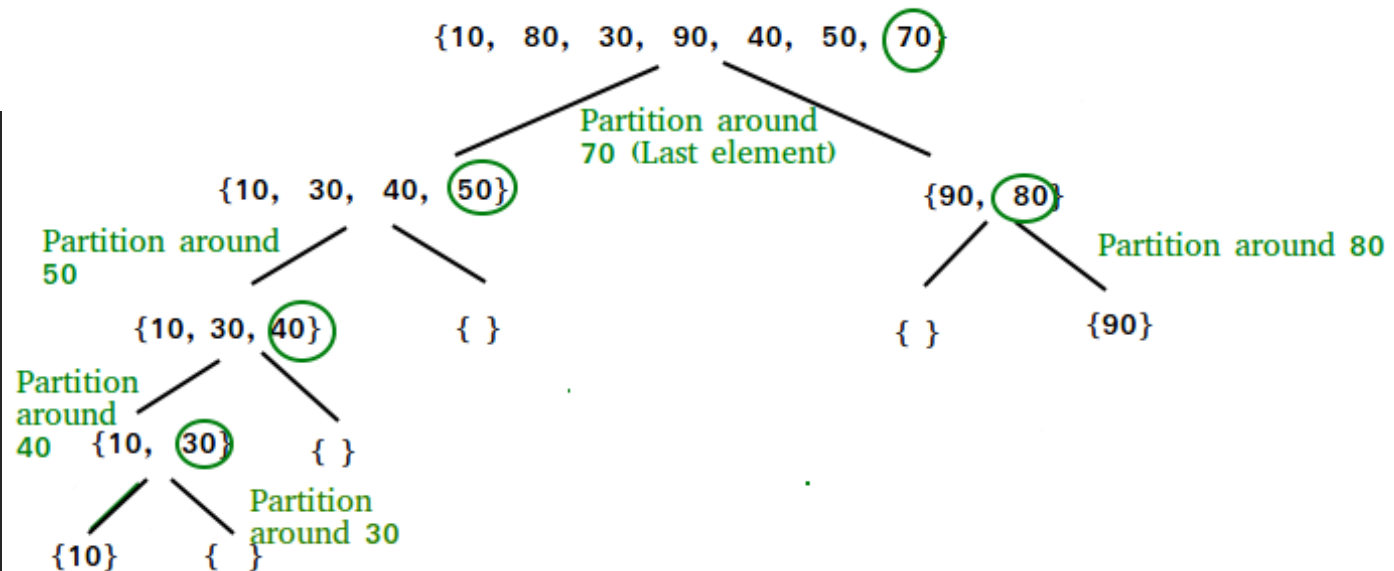 {10, 80, 30, 90, 40, 50, 70}
Partition around
70 (Last element)
{10, 30, 40, 50}
{90, 80}
Partition around
50
Partition around 80
{10, 30, 40}
{ }
{ }
{90}
Partition
around
40
{10, 30}
{ }
Partition
around 30
{10}
{ }